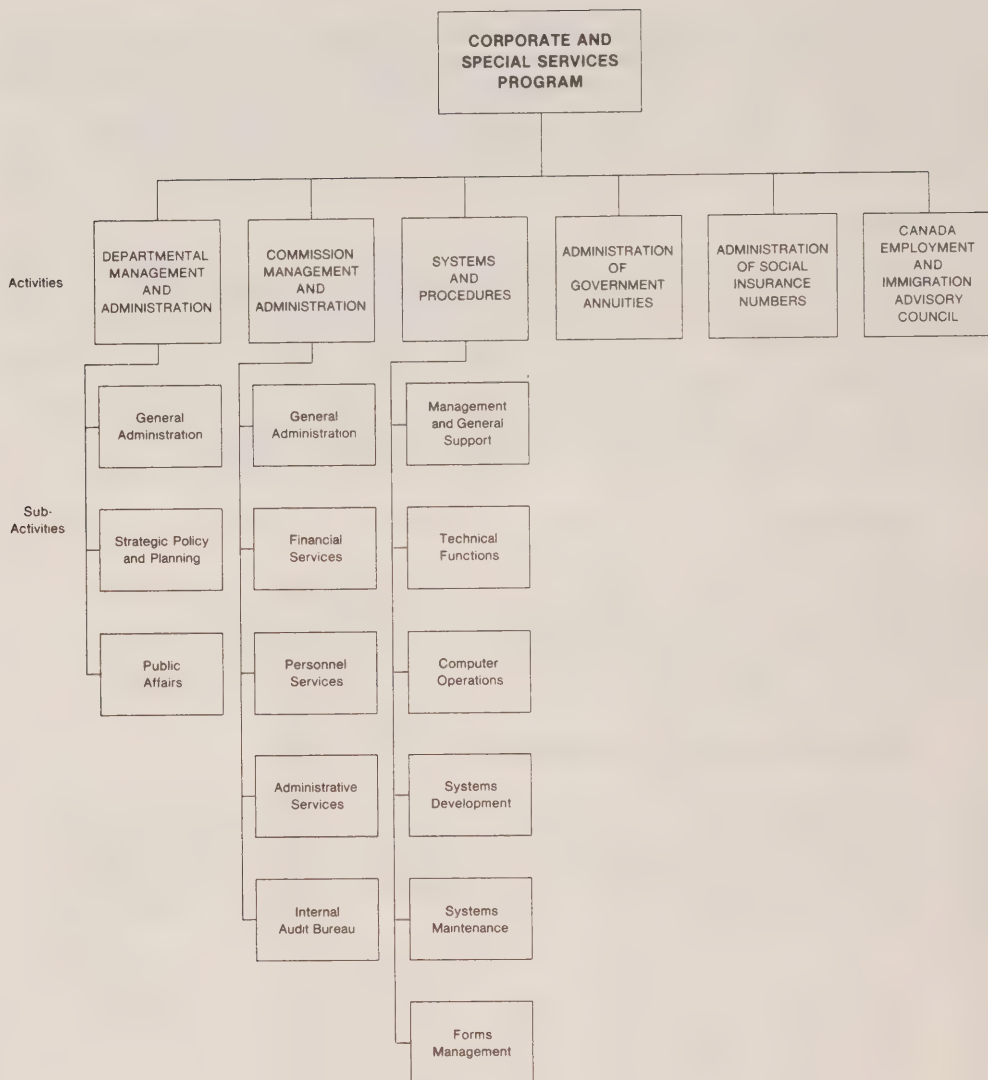 CORPORATE AND
SPECIAL SERVICES
PROGRAM
Activities
DEPARTMENTAL
MANAGEMENT
AND
ADMINISTRATION
COMMISSION
MANAGEMENT
AND
ADMINISTRATION
SYSTEMS
AND
PROCEDURES
ADMINISTRATION
OF
GOVERNMENT
ANNUITIES
ADMINISTRATION
OF SOCIAL
INSURANCE
NUMBERS
CANADA
EMPLOYMENT
AND
IMMIGRATION
ADVISORY
COUNCIL
Sub-
Activities
General
Administration
Strategic Policy
and Planning
Public
Affairs
General
Administration
Financial
Services
Personnel
Services
Administrative
Services
Internal
Audit Bureau
Management
and General
Support
Technical
Functions
Computer
Operations
Systems
Development
Systems
Maintenance
Forms
Management